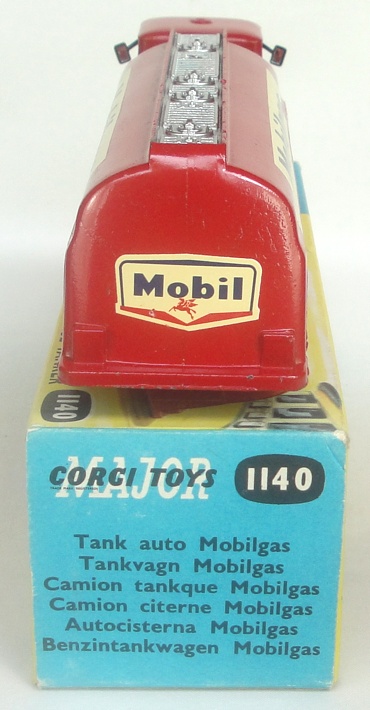 Mobil
1140
CORGI TOYS
MAJOR
1140
Tank auto Mobilgas
Tankvagn Mobilgas
Camion tankque Mobilgas
Camion citerne Mobilgas
Autocisterna Mobilgas
Benzintankwagen Mobilgas